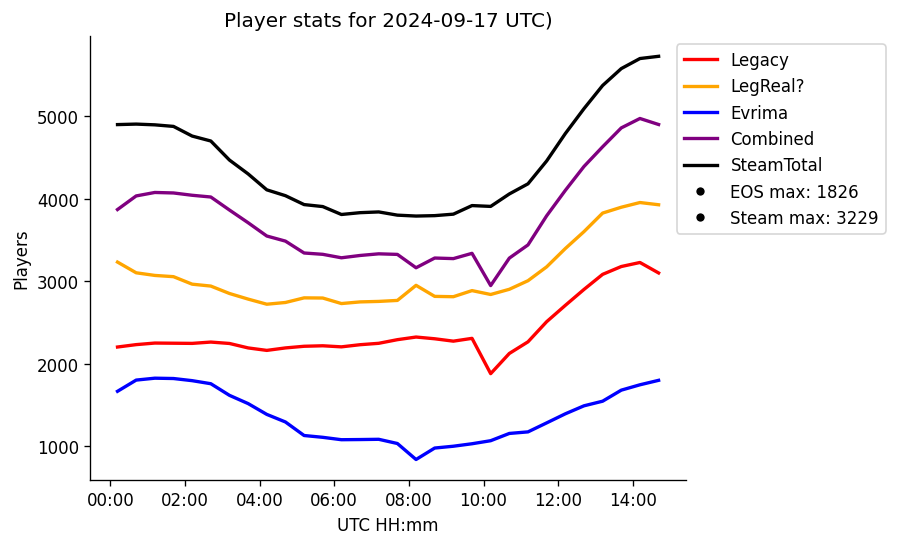 Player stats for 2024-09-17 UTC)
Legacy
LegReal?
Evrima
Combined
SteamTotal
EOS max: 1826
Steam max: 3229
Players
5000
4000
3000
2000
1000
00:00 02:00 04:00 06:00 08:00 10:00 12:00 14:00
UTC HH:mm